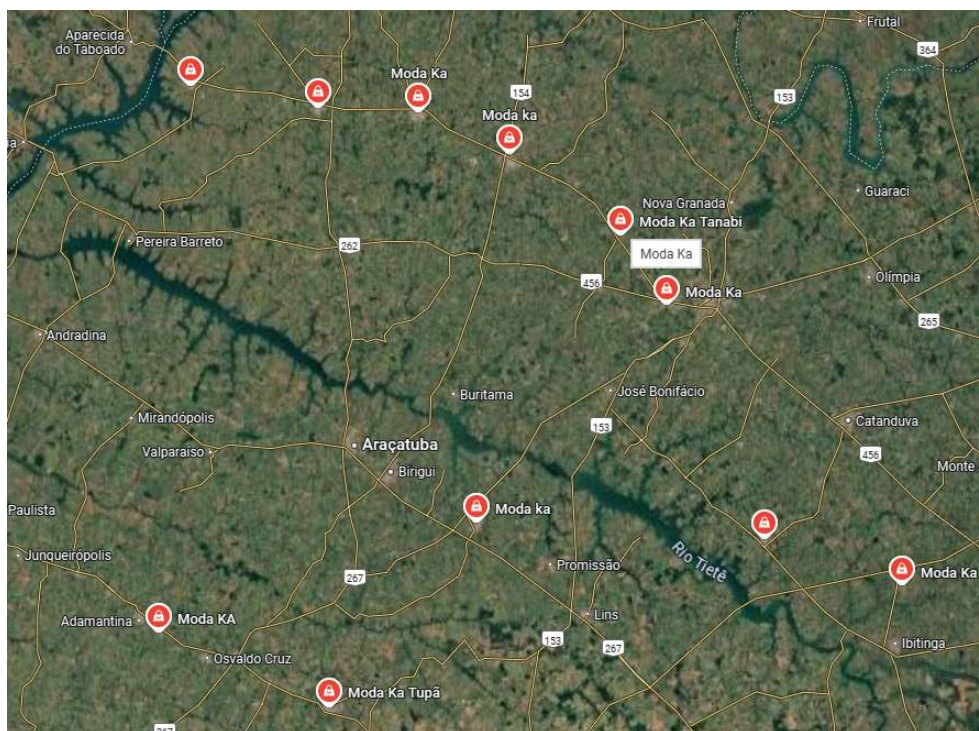 Aparecida
do Taboado
Frutal
364
Moda Ka
154
153
Moda ka
ia
Guaraci
Nova Granada
Moda Ka Tanabi
Pereira Barreto
262
Moda Ka
Olímpia
456
Moda Ka
265
Andradina
Buritama
José Bonifácio
Mirandópolis
153
Catanduva
Araçatuba
Valparaíso
456
Birigui
Monte
Paulista
Moda ka
Rio Tietê
Junqueirópolis
Promissão
Moda Ka
267
Adamantina
Moda KA
Lins
153
Ibitinga
267
Osvaldo Cruz
Moda Ka Tupã
267